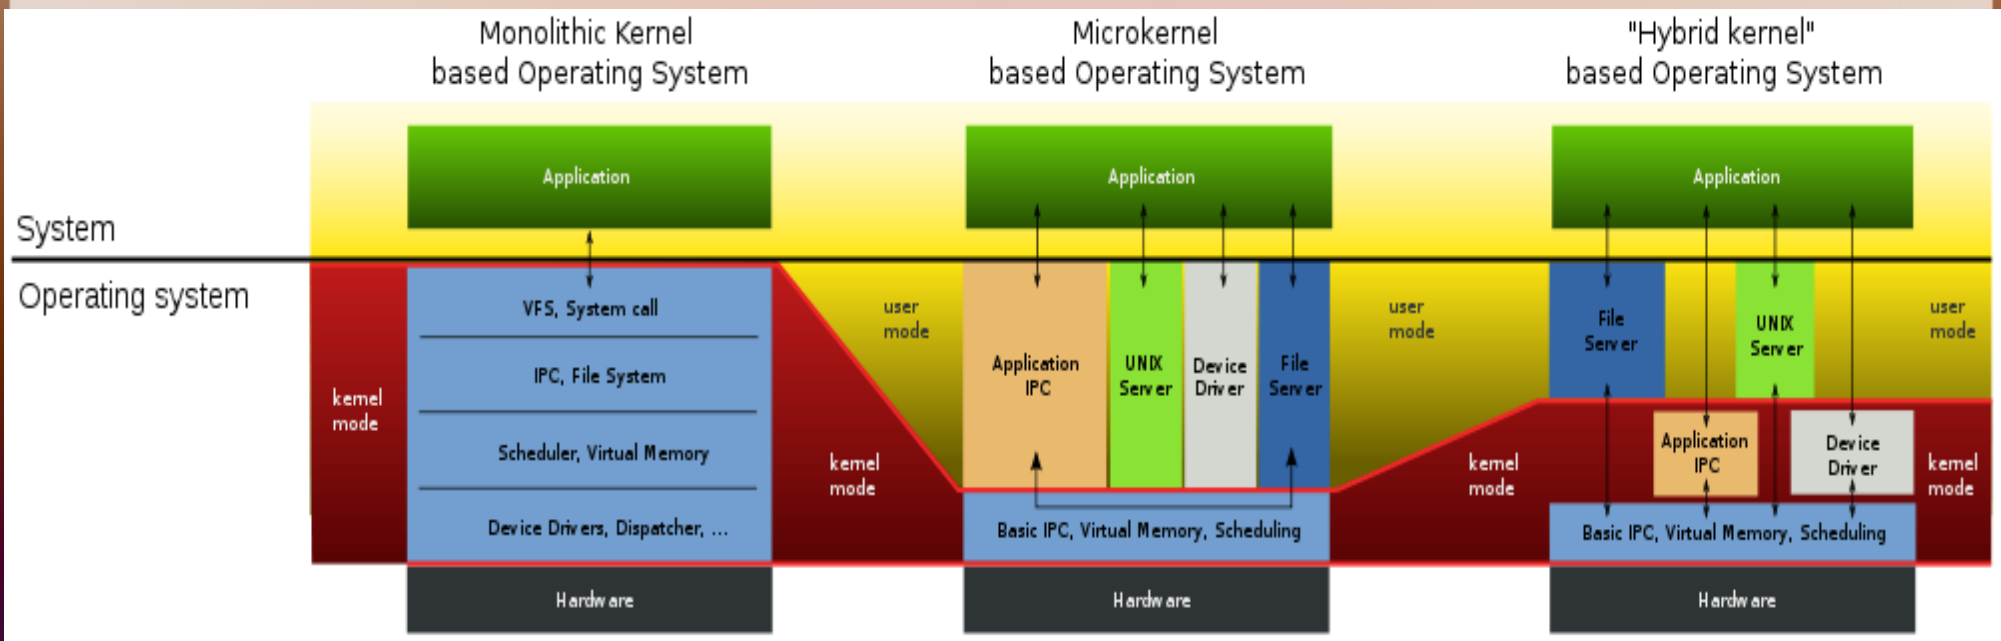 Monolithic Kernel
based Operating System
Microkernel
based Operating System
"Hybrid kernel"
based Operating System
System
Operating system
Application
VFS, System call
IPC, File System
Scheduler, Virtual Memory
Device Drivers, Dispatcher, ...
Hardware
kernel
mode
kernel
mode
user
mode
Application
Application
IPC
UNIX
Server
Device
Driver
File
Server
Basic IPC, Virtual Memory, Scheduling
Hardware
user
mode
kernel
mode
Application
File
Server
UNIX
Server
Application
IPC
Device
Driver
Basic IPC, Virtual Memory, Scheduling
Hardware
user
mode
kernel
mode